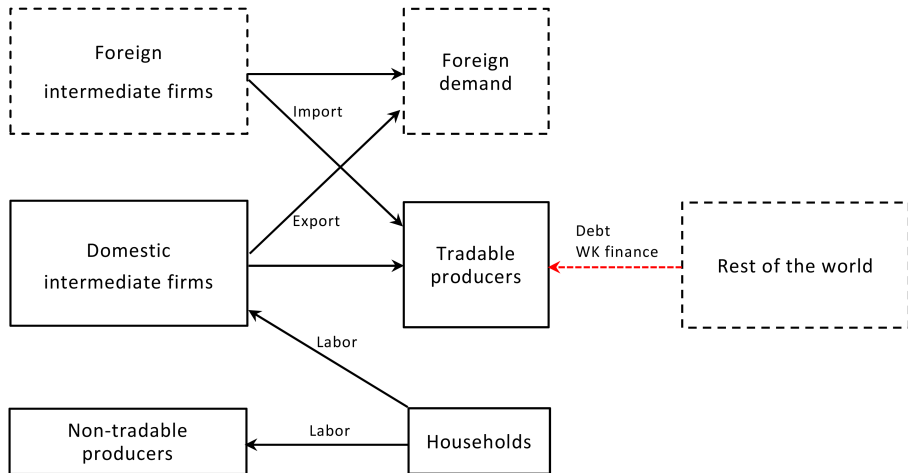 Foreign
intermediate firms
Foreign
demand
Import
Export
Domestic
intermediate firms
Tradable
producers
Debt
WK finance
Rest of the world
Labor
Non-tradable
producers
Labor
Households